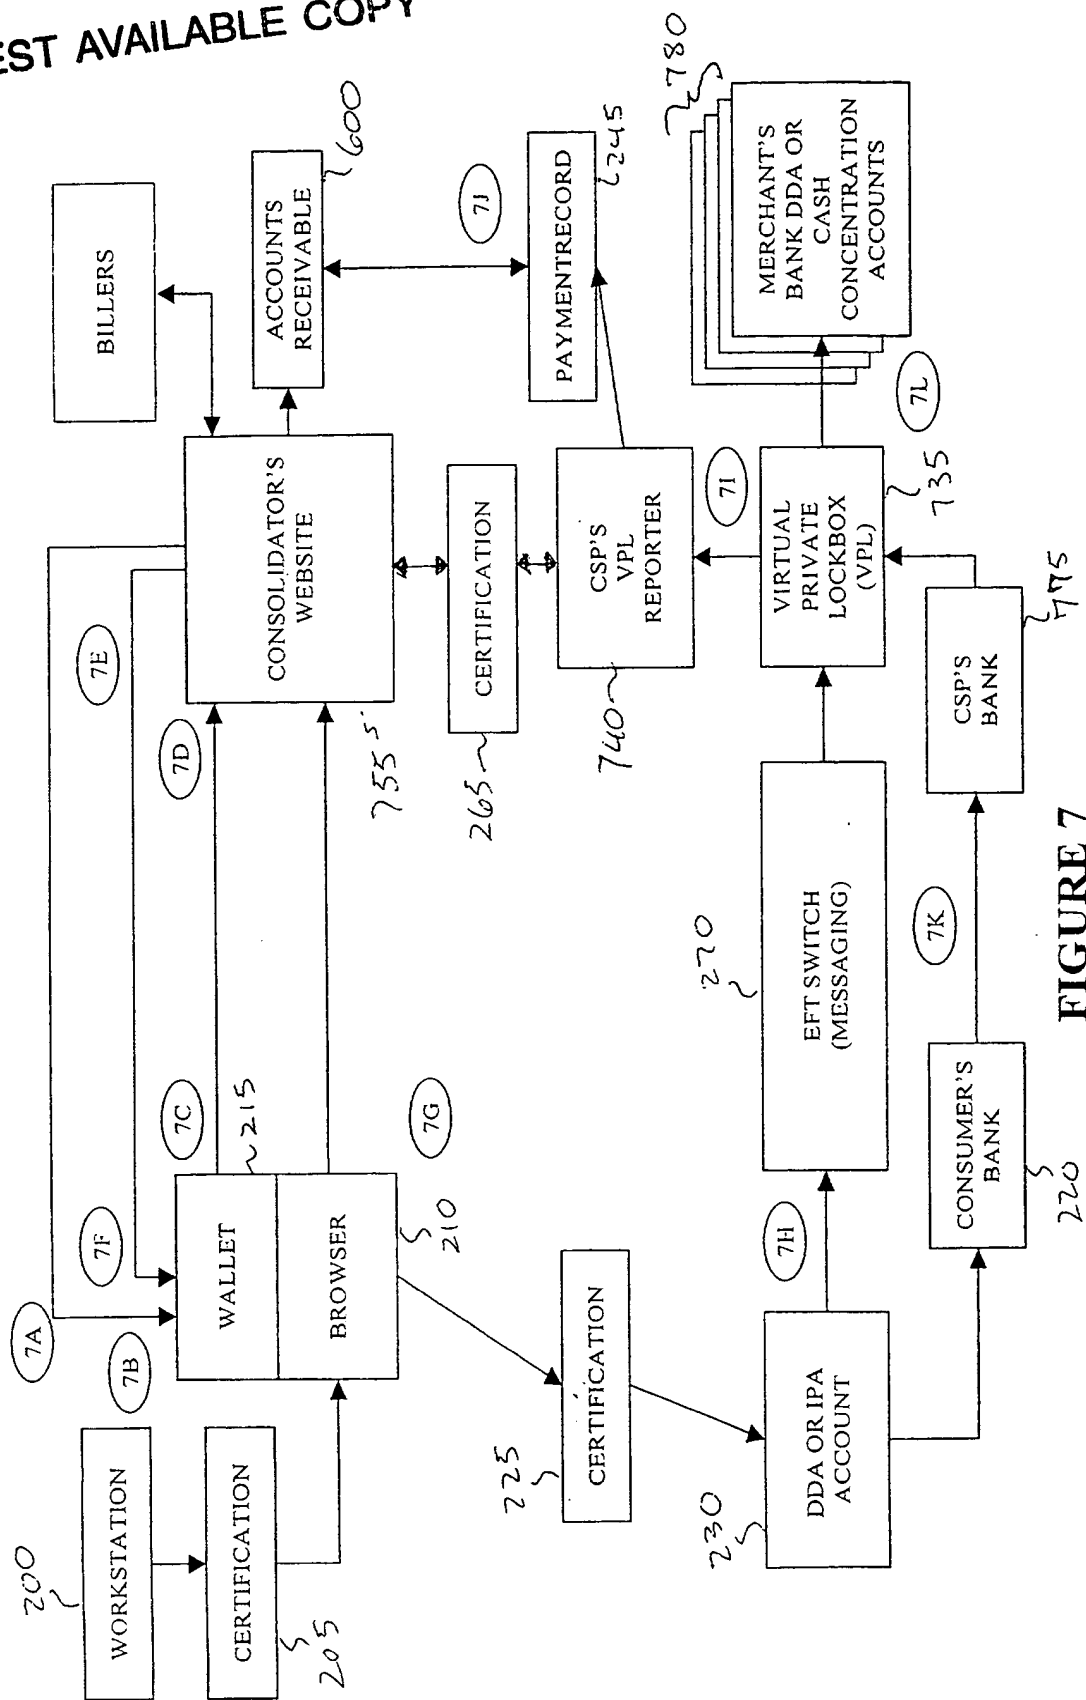 EST AVAILABLE COPY
200
WORKSTATION
CERTIFICATION
205
7A
7B
7F
7C
215
WALLET
BROWSER
210
7G
7E
7D
CONSOLIDATOR'S
WEBSITE
755
BILLERS
ACCOUNTS
RECEIVABLE
600
7J
PAYMENTRECORD
245
265
CERTIFICATION
CSP'S
VPL
REPORTER
740
7I
225
CERTIFICATION
230
DDA OR IPA
ACCOUNT
7H
270
EFT SWITCH
(MESSAGING)
VIRTUAL
PRIVATE
LOCKBOX
(VPL)
735
7L
780
MERCHANT'S
BANK DDA OR
CASH
CONCENTRATION
ACCOUNTS
CONSUMER'S
BANK
220
7K
CSP'S
BANK
775
FIGURE 7